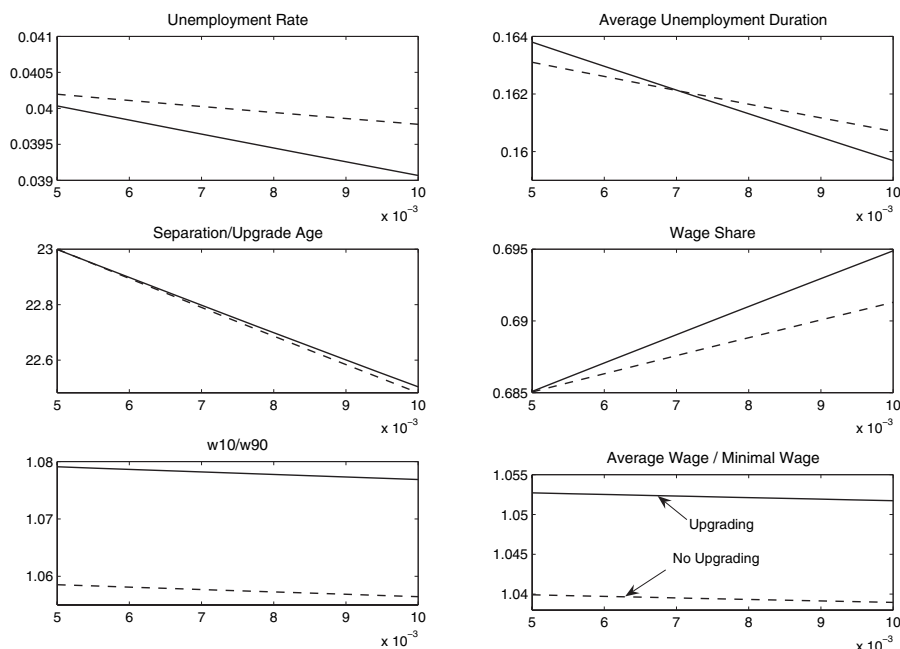 Unemployment Rate
0.041
0.0405
0.04
0.0395
0.039
5 6 7 8 9 10
x 10⁻³
Average Unemployment Duration
0.164
0.162
0.16
5 6 7 8 9 10
x 10⁻³
Separation/Upgrade Age
23
22.8
22.6
5 6 7 8 9 10
x 10⁻³
Wage Share
0.695
0.69
0.685
5 6 7 8 9 10
x 10⁻³
w10/w90
1.08
1.07
1.06
5 6 7 8 9 10
x 10⁻³
Average Wage / Minimal Wage
1.055
1.05
1.045
1.04
Upgrading
No Upgrading
5 6 7 8 9 10
x 10⁻³